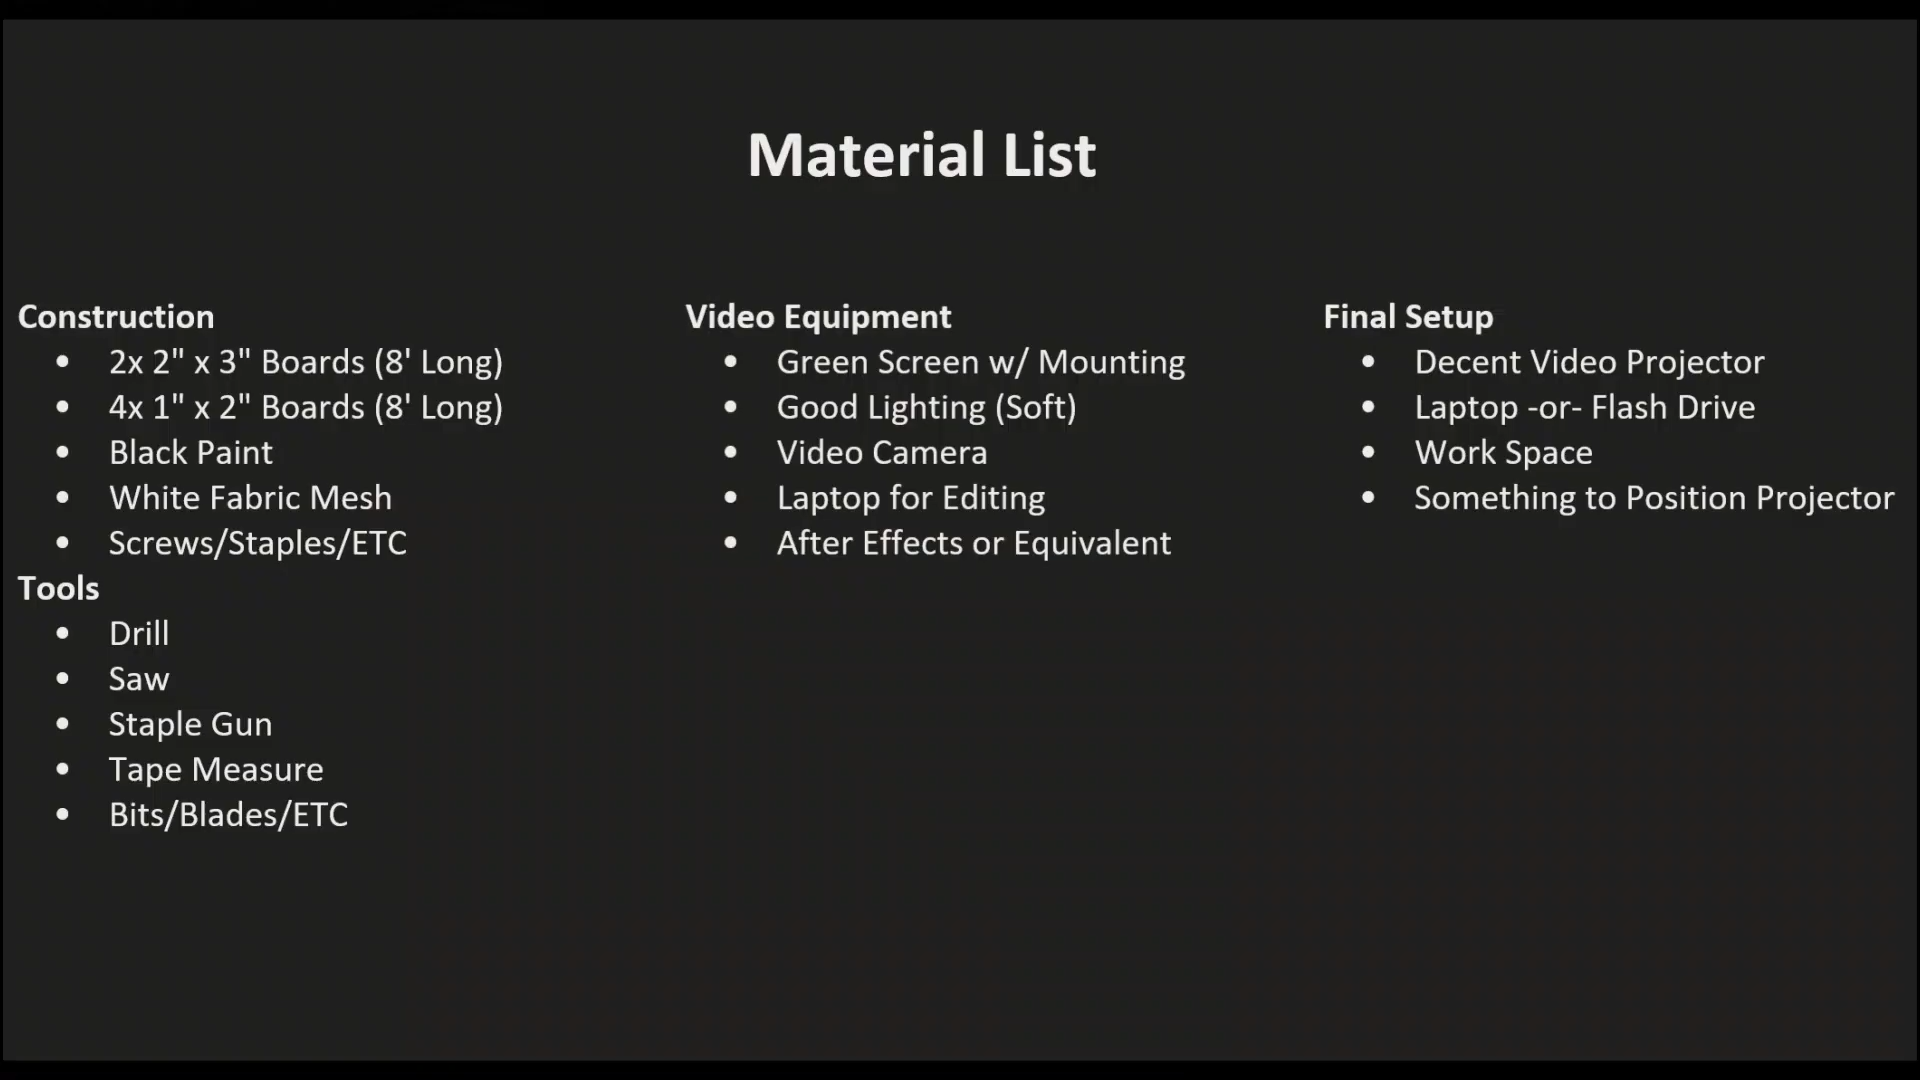 Material List
Construction
• 2x 2" x 3" Boards (8' Long)
• 4x 1" x 2" Boards (8' Long)
• Black Paint
• White Fabric Mesh
• Screws/Staples/ETC
Tools
• Drill
• Saw
• Staple Gun
• Tape Measure
• Bits/Blades/ETC
Video Equipment
• Green Screen w/ Mounting
• Good Lighting (Soft)
• Video Camera
• Laptop for Editing
• After Effects or Equivalent
Final Setup
• Decent Video Projector
• Laptop -or- Flash Drive
• Work Space
• Something to Position Projector